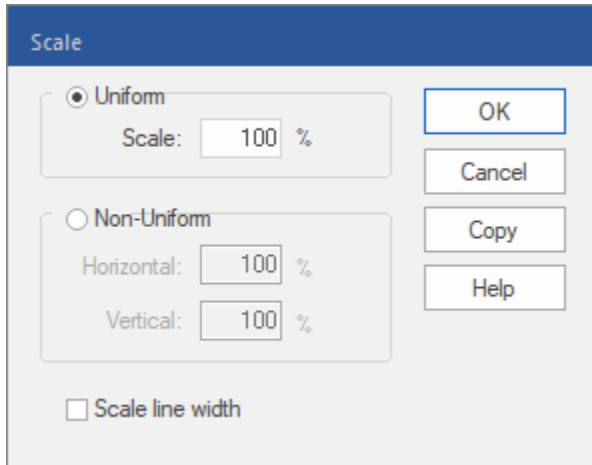 Scale
Uniform
Scale: 100 %
Non-Uniform
Horizontal: 100 %
Vertical: 100 %
Scale line width
OK
Cancel
Copy
Help